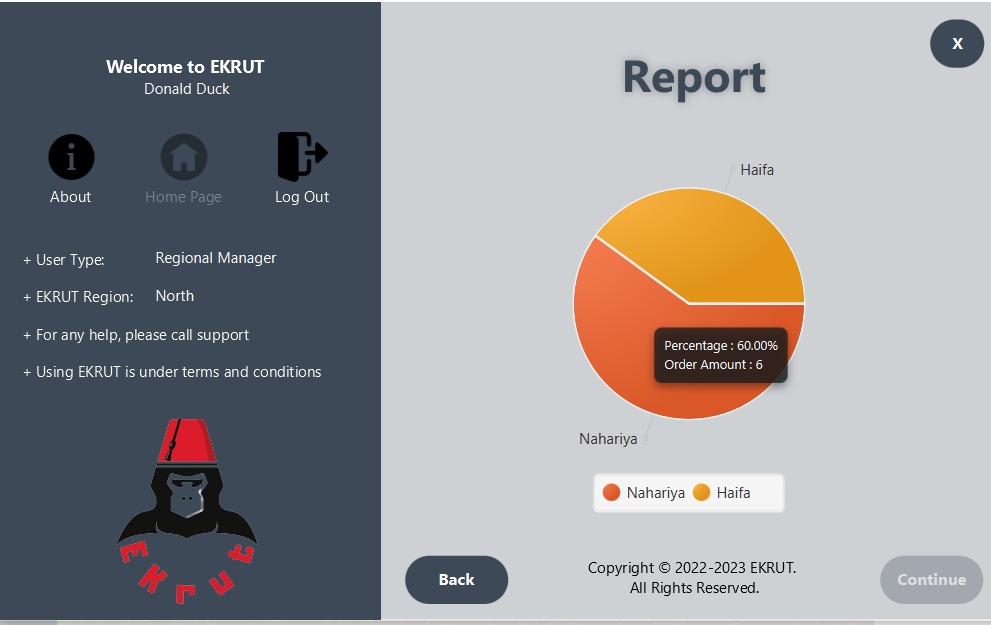 Welcome to EKRUT
Donald Duck
About
Home Page
Log Out
+ User Type: Regional Manager
+ EKRUT Region: North
+ For any help, please call support
+ Using EKRUT is under terms and conditions
EKrUT
X
Report
Haifa
Percentage : 60.00%
Order Amount : 6
Nahariya
Nahariya Haifa
Back
Copyright © 2022-2023 EKRUT.
All Rights Reserved.
Continue